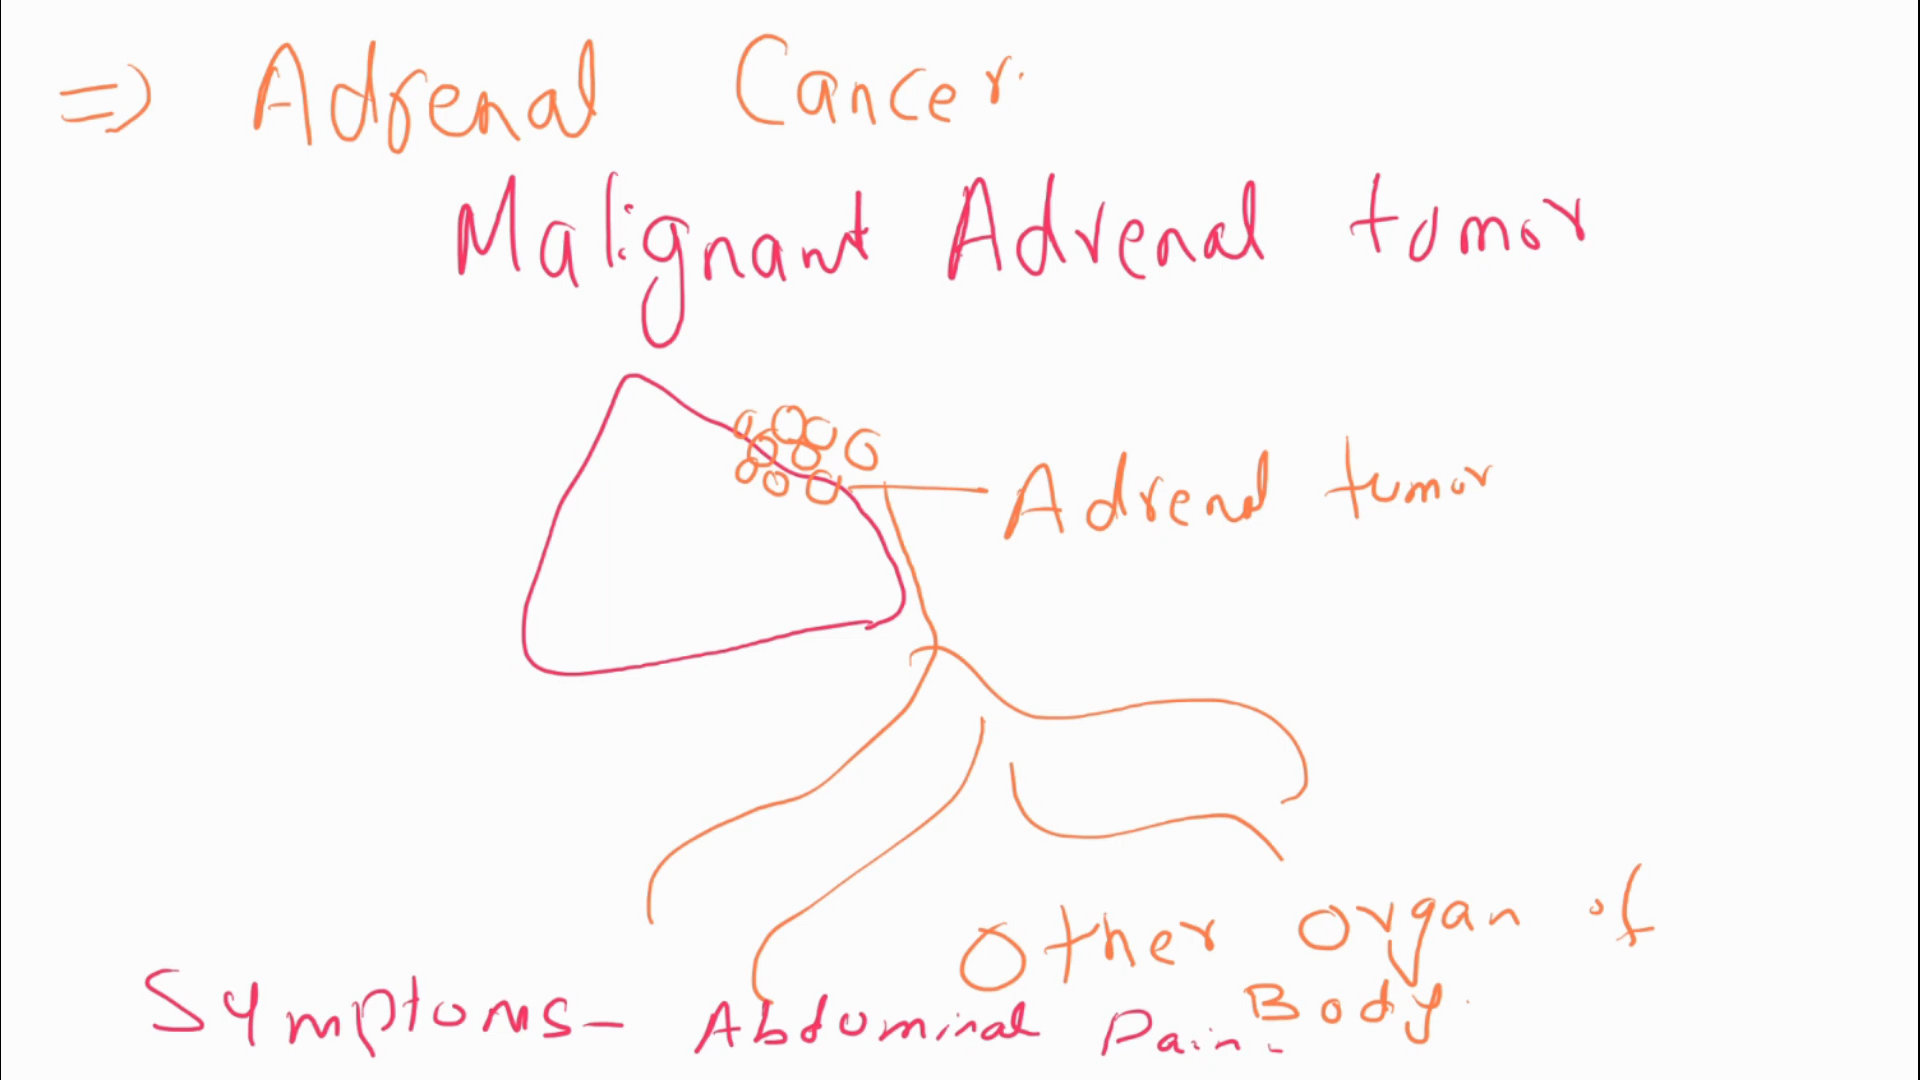 ⇒ Adrenal Cancer.
Malignant Adrenal tumor
Adrenal tumor
Other organ of
Body.
Symptoms - Abdominal Pain.